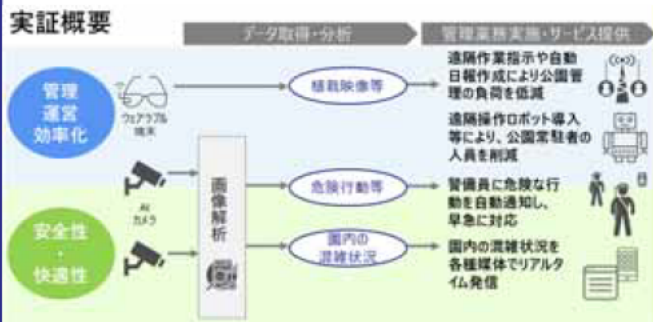 実証概要
データ取得・分析
管理業務実施・サービス提供
管理
運営
効率化
ウェアラブル
端末
植栽映像等
遠隔作業指示や自動
日報作成により公園管
理の負荷を低減
遠隔操作ロボット導入
等により、公園常駐者の
人員を削減
AI
カメラ
画像解析
危険行動等
警備員に危険な行
動を自動通知し、
早急に対応
安全性
・
快適性
園内の
混雑状況
園内の混雑状況を
各種媒体でリアルタ
イム発信